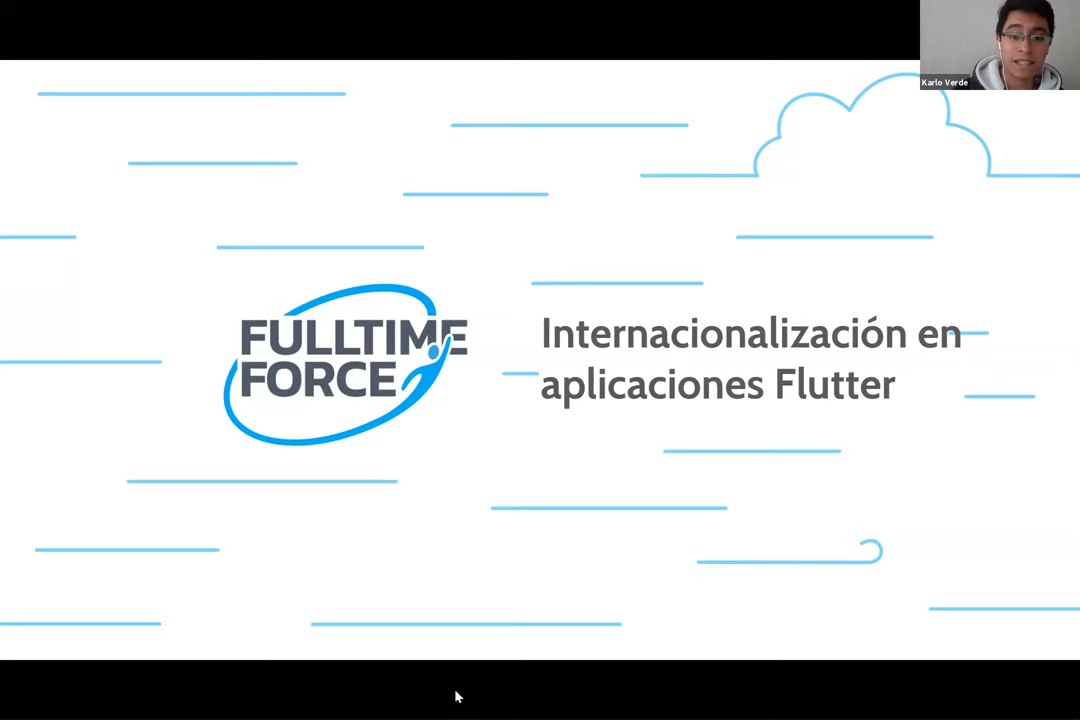 Karlo Verde
FULLTIME
FORCE
Internacionalización en
aplicaciones Flutter